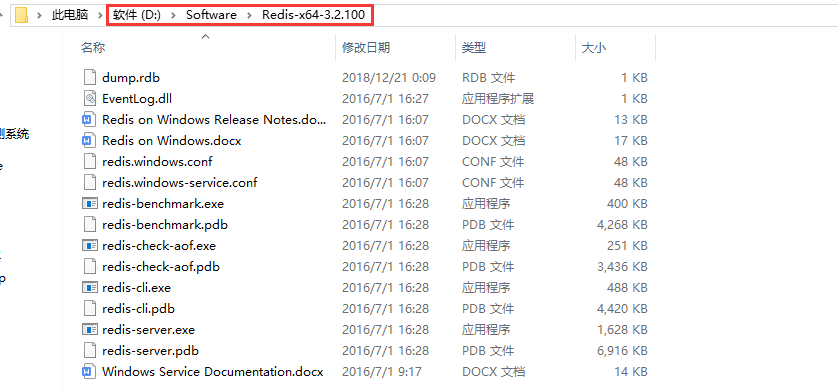 此电脑 软件 (D:) Software Redis-x64-3.2.100
名称 修改日期 类型 大小
dump.rdb 2018/12/21 0:09 RDB 文件 1 KB
EventLog.dll 2016/7/1 16:27 应用程序扩展 1 KB
Redis on Windows Release Notes.do... 2016/7/1 16:07 DOCX 文档 13 KB
测系统
Redis on Windows.docx 2016/7/1 16:07 DOCX 文档 17 KB
e
redis.windows.conf 2016/7/1 16:07 CONF 文件 48 KB
redis.windows-service.conf 2016/7/1 16:07 CONF 文件 48 KB
redis-benchmark.exe 2016/7/1 16:28 应用程序 400 KB
redis-benchmark.pdb 2016/7/1 16:28 PDB 文件 4,268 KB
redis-check-aof.exe 2016/7/1 16:28 应用程序 251 KB
redis-check-aof.pdb 2016/7/1 16:28 PDB 文件 3,436 KB
p
redis-cli.exe 2016/7/1 16:28 应用程序 488 KB
redis-cli.pdb 2016/7/1 16:28 PDB 文件 4,420 KB
redis-server.exe 2016/7/1 16:28 应用程序 1,628 KB
redis-server.pdb 2016/7/1 16:28 PDB 文件 6,916 KB
Windows Service Documentation.docx 2016/7/1 9:17 DOCX 文档 14 KB